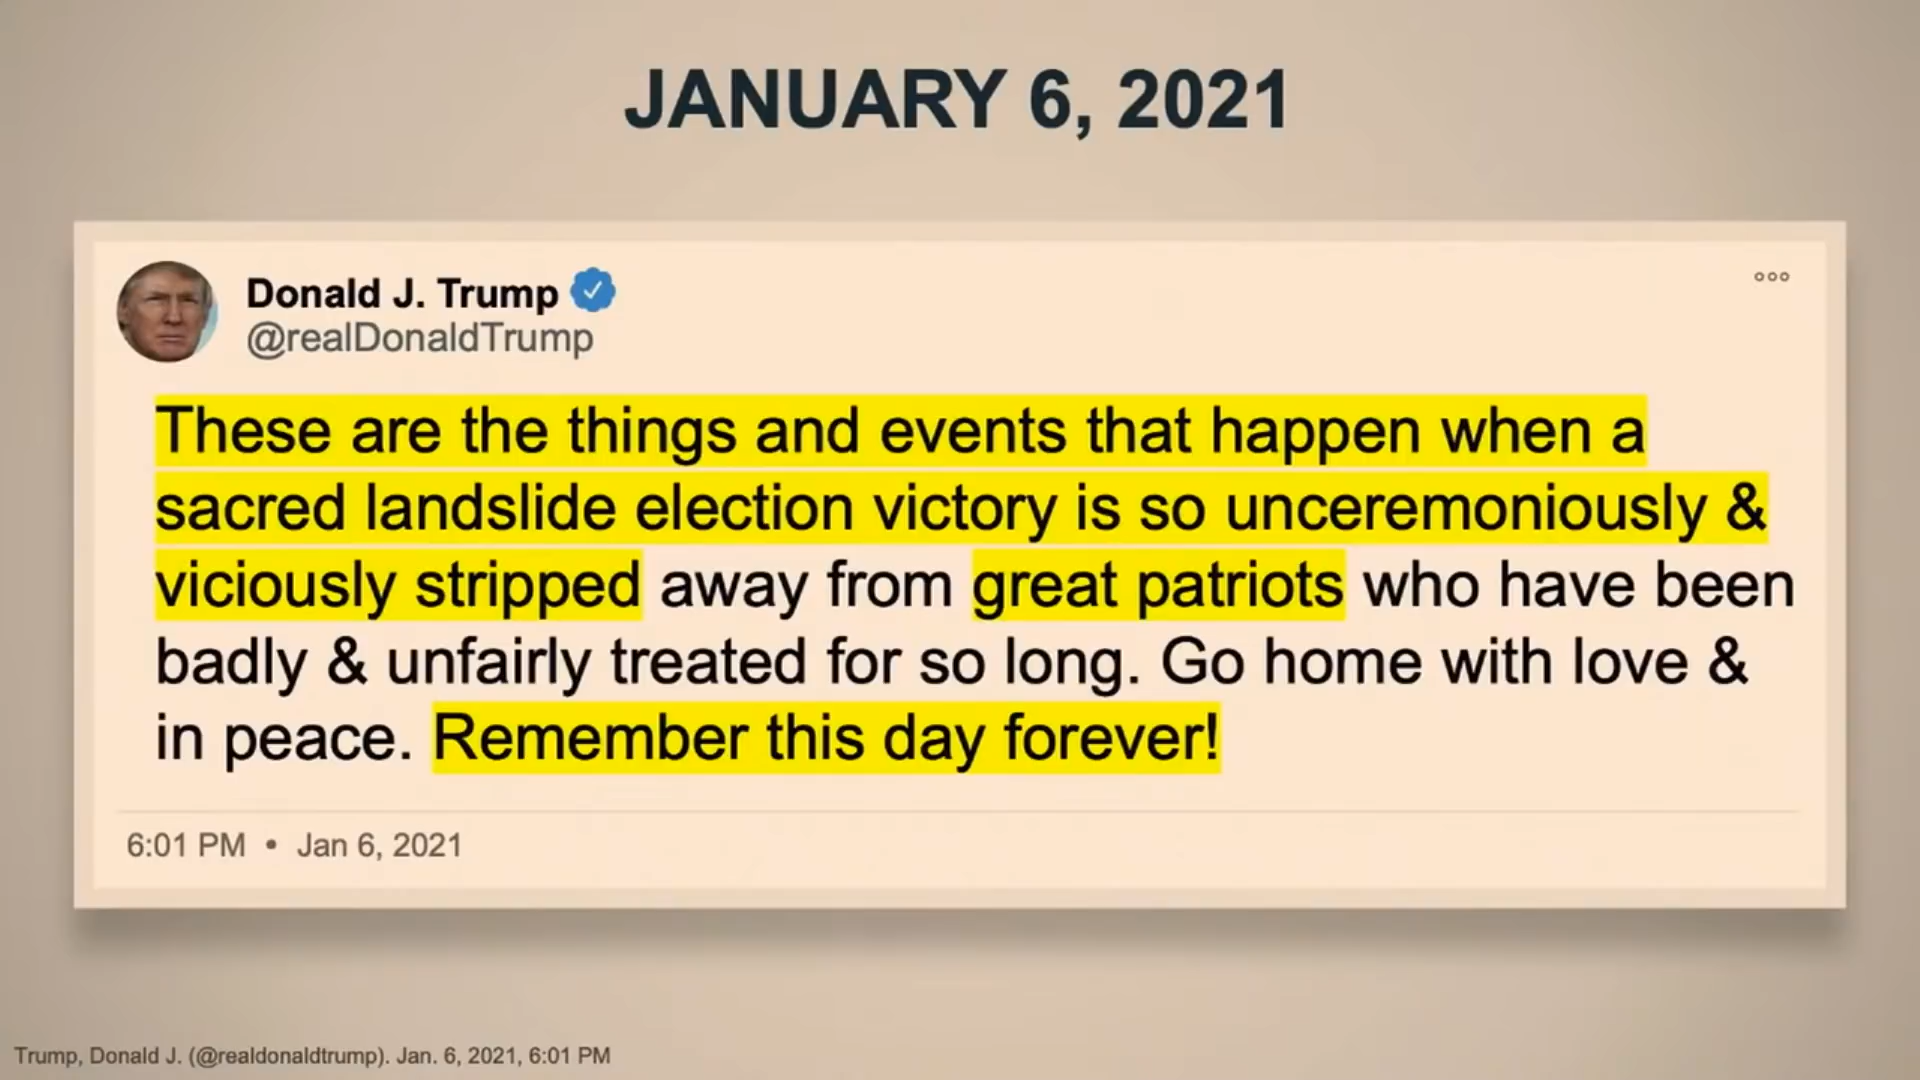 JANUARY 6, 2021
Donald J. Trump
@realDonaldTrump
These are the things and events that happen when a
sacred landslide election victory is so unceremoniously &
viciously stripped away from great patriots who have been
badly & unfairly treated for so long. Go home with love &
in peace. Remember this day forever!
6:01 PM • Jan 6, 2021
Trump, Donald J. (@realdonaldtrump). Jan. 6, 2021, 6:01 PM